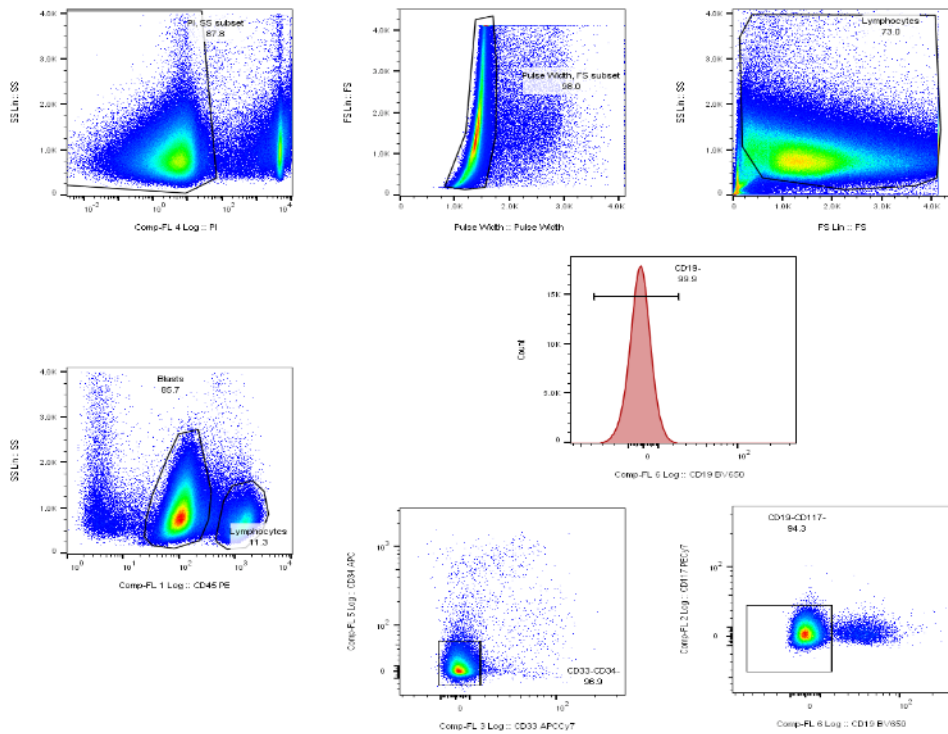 PI, SS subset
87.8
4.0K
3.0K
2.0K
1.0K
0
SS Lin :: SS
10^-2
10^0
10^2
10^4
Comp-FL 4 Log :: PI
Pulse Width, FS subset
98.0
4.0K
3.0K
2.0K
1.0K
0
FS Lin :: FS
0
1.0K
2.0K
3.0K
4.0K
Pulse Width :: Pulse Width
Lymphocytes-
73.0
4.0K
3.0K
2.0K
1.0K
0
SS Lin :: SS
0
1.0K
2.0K
3.0K
4.0K
FS Lin :: FS
CD19-
99.9
15K
10K
5.0K
0
Count
0
10^2
Comp-FL 6 Log :: CD19 BV650
Blasts
85.7
Lymphocytes
11.3
4.0K
3.0K
2.0K
1.0K
0
SS Lin :: SS
10^0
10^1
10^2
10^3
10^4
Comp-FL 1 Log :: CD45 PE
10^3
10^2
0
Comp-FL 5 Log :: CD34 APC
CD33-CD34-
96.9
0
10^2
Comp-FL 3 Log :: CD33 APCCy7
CD19-CD117-
94.3
10^2
0
Comp-FL 2 Log :: CD117 PECy7
0
10^2
Comp-FL 6 Log :: CD19 BV650